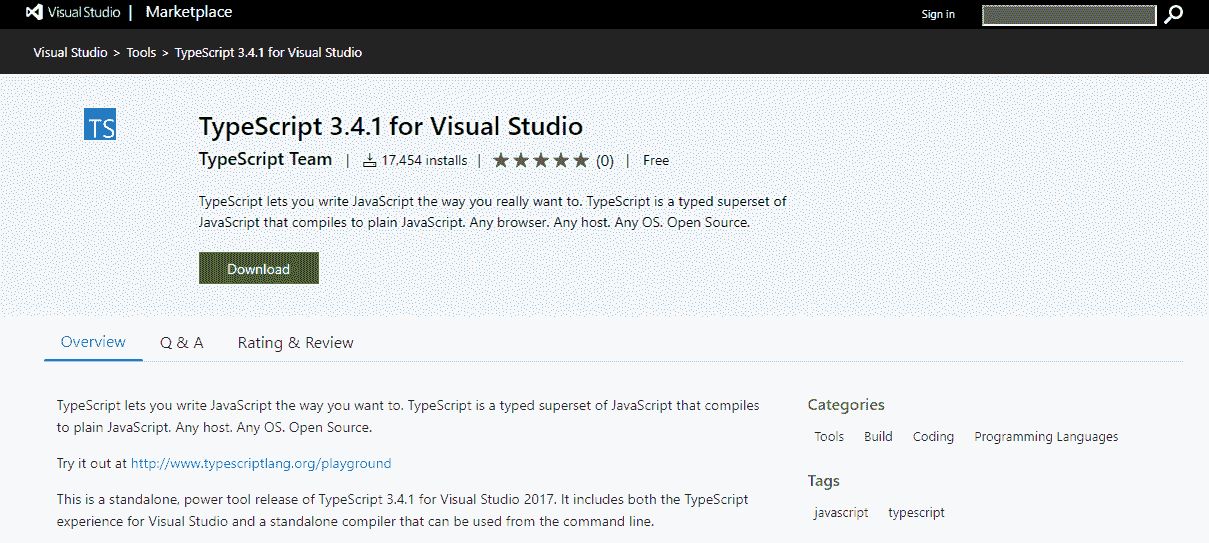 Visual Studio | Marketplace
Sign in
Visual Studio > Tools > TypeScript 3.4.1 for Visual Studio
TS
TypeScript 3.4.1 for Visual Studio
TypeScript Team | 17,454 installs | (0) | Free
TypeScript lets you write JavaScript the way you really want to. TypeScript is a typed superset of
JavaScript that compiles to plain JavaScript. Any browser. Any host. Any OS. Open Source.
Download
Overview Q & A Rating & Review
TypeScript lets you write JavaScript the way you want to. TypeScript is a typed superset of JavaScript that compiles
to plain JavaScript. Any host. Any OS. Open Source.
Try it out at http://www.typescriptlang.org/playground
This is a standalone, power tool release of TypeScript 3.4.1 for Visual Studio 2017. It includes both the TypeScript
experience for Visual Studio and a standalone compiler that can be used from the command line.
Categories
Tools Build Coding Programming Languages
Tags
javascript typescript